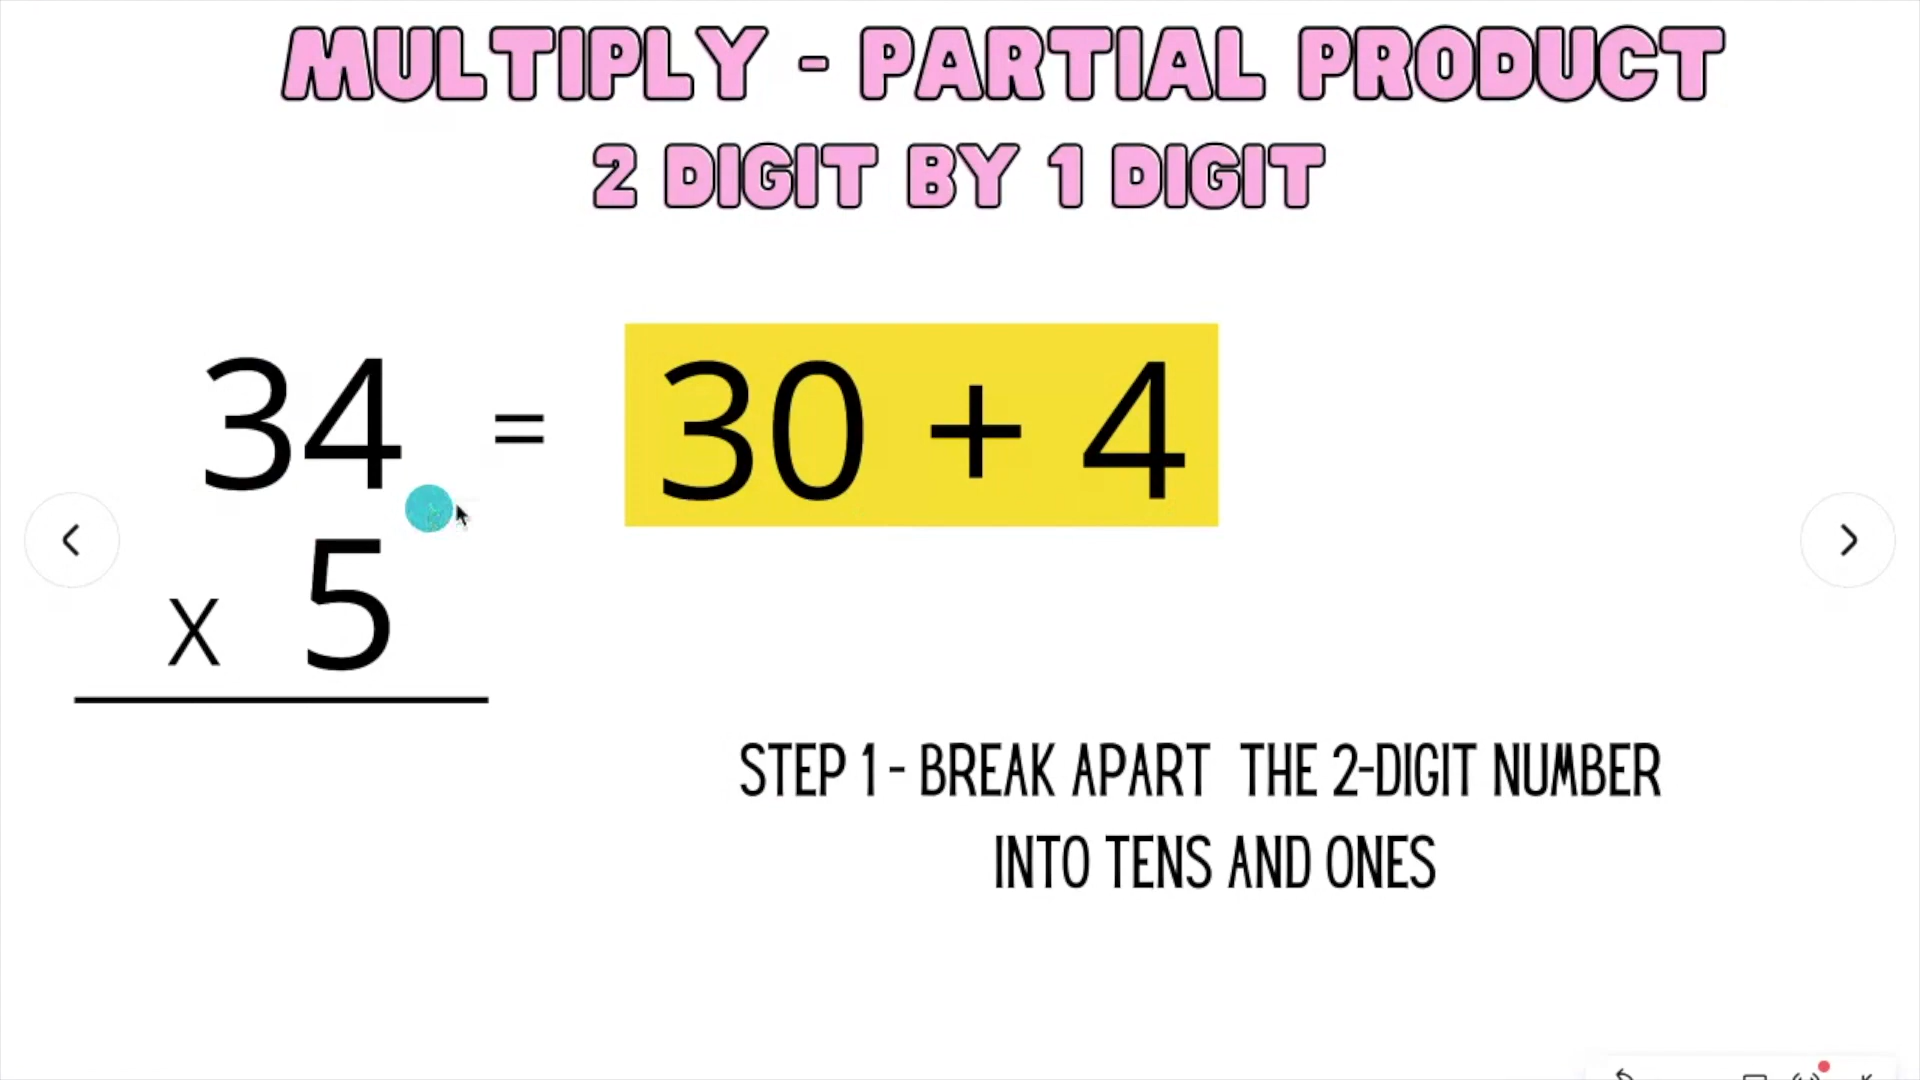 MULTIPLY - PARTIAL PRODUCT
2 DIGIT BY 1 DIGIT
34 = 30 + 4
X 5
STEP 1 - BREAK APART THE 2-DIGIT NUMBER
INTO TENS AND ONES